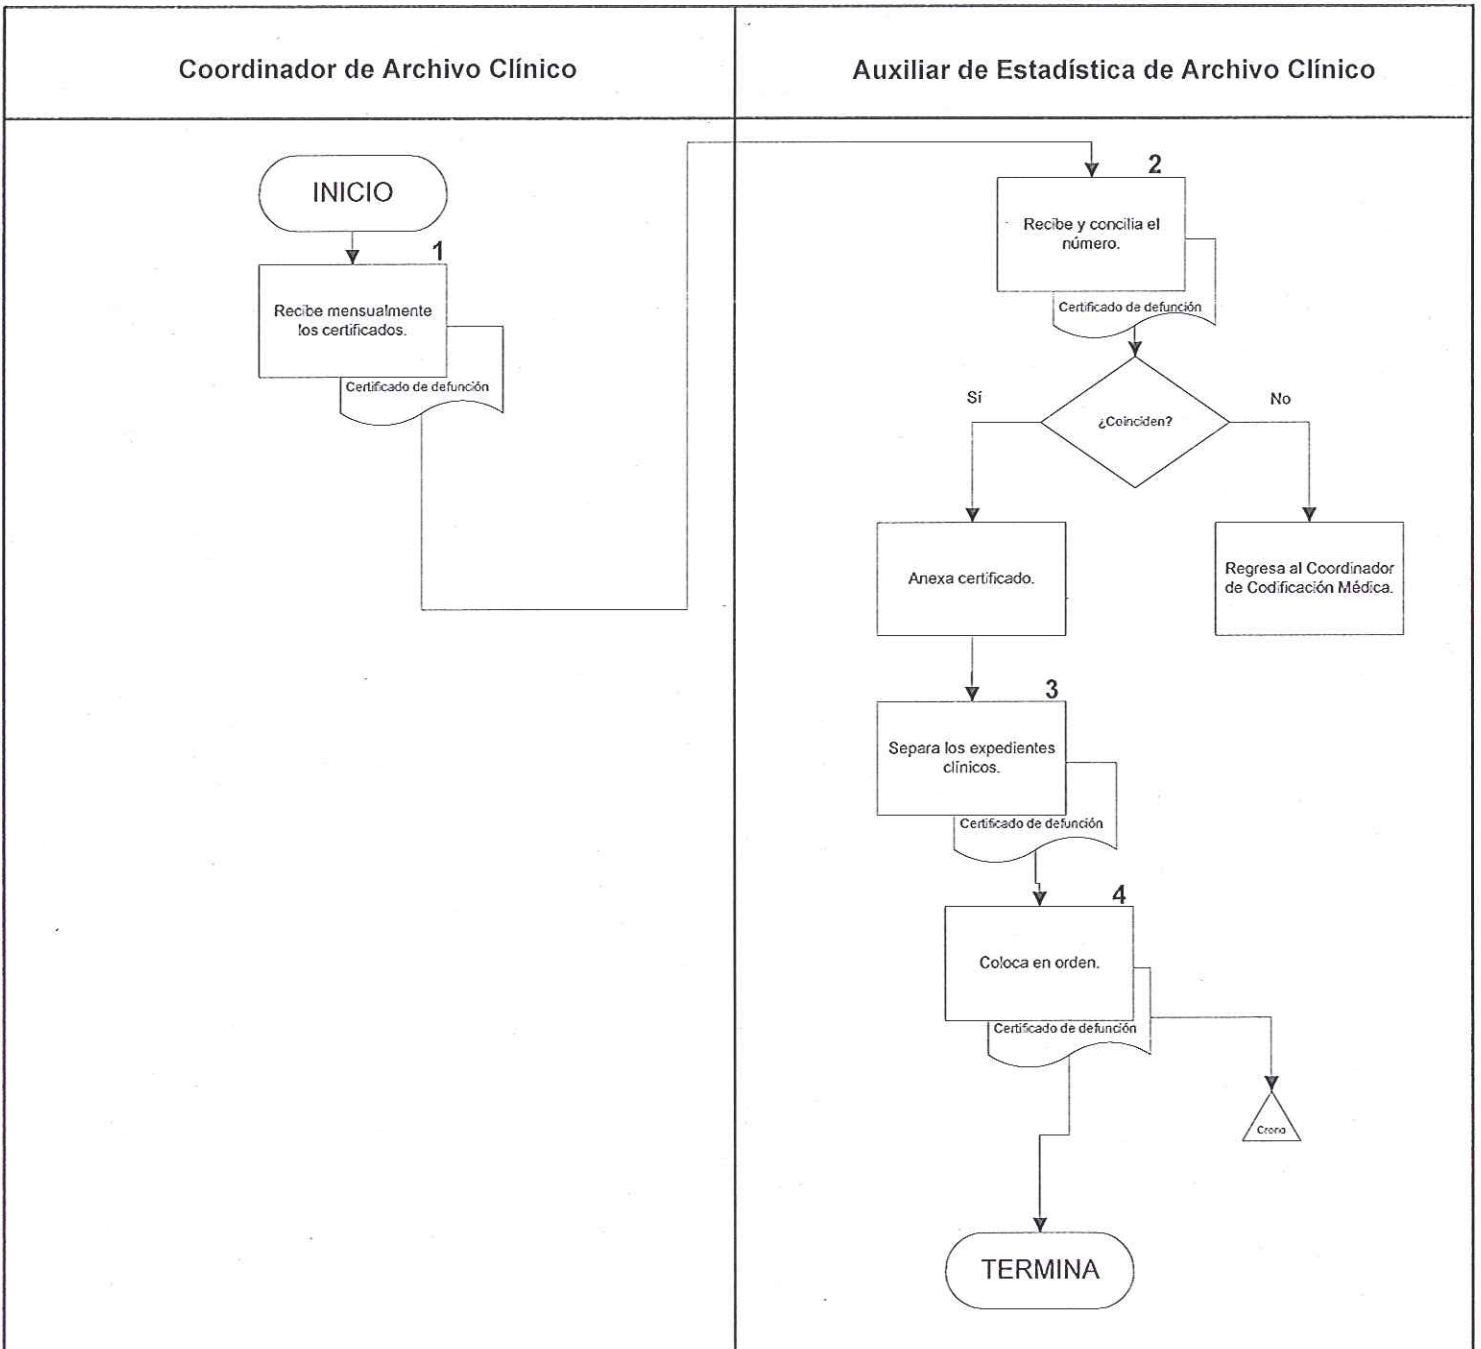 Coordinador de Archivo Clínico
Auxiliar de Estadística de Archivo Clínico
INICIO
1
Recibe mensualmente
los certificados.
Certificado de defunción
2
Recibe y concilia el
número.
Certificado de defunción
¿Coinciden?
Sí
No
Anexa certificado.
Regresa al Coordinador
de Codificación Médica.
3
Separa los expedientes
clínicos.
Certificado de defunción
4
Coloca en orden.
Certificado de defunción
Crono
TERMINA